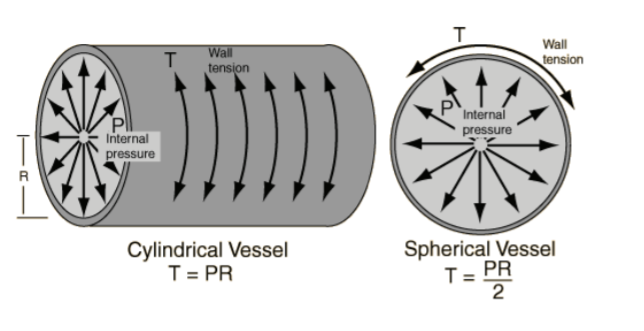 T
Wall
tension
P
Internal
pressure
R
Cylindrical Vessel
T = PR
T
Wall
tension
P
Internal
pressure
Spherical Vessel
T = PR
2